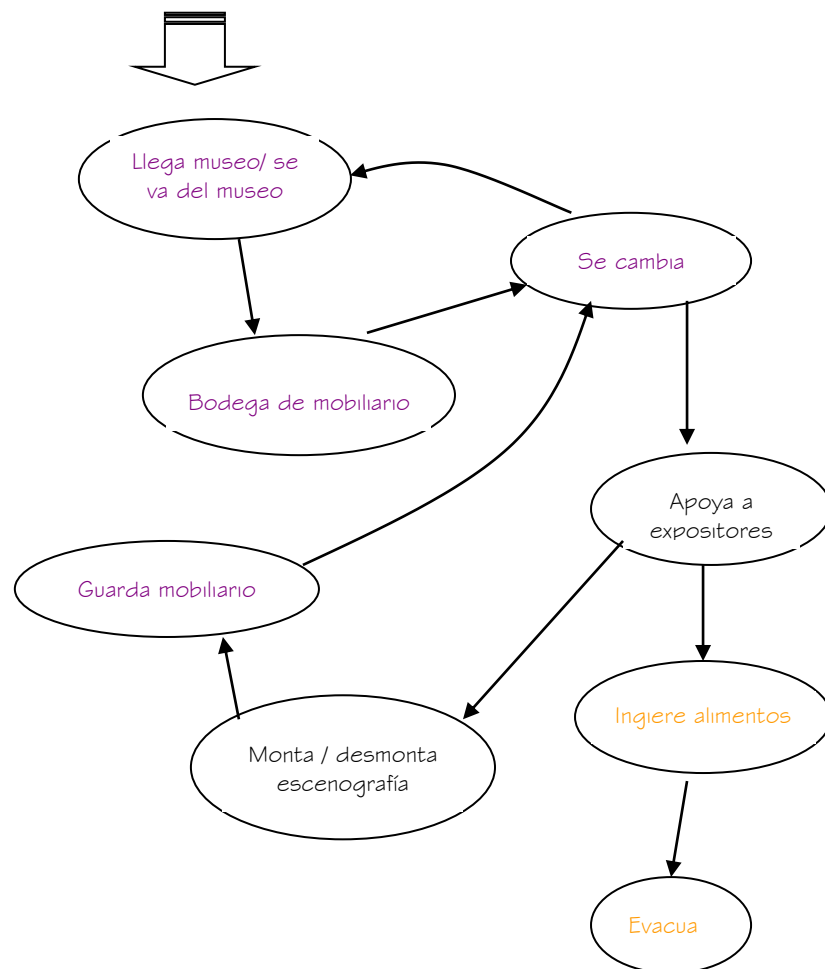 Llega museo/ se
va del museo
Se cambia
Bodega de mobiliario
Apoya a
expositores
Guarda mobiliario
Ingiere alimentos
Monta / desmonta
escenografía
Evacua